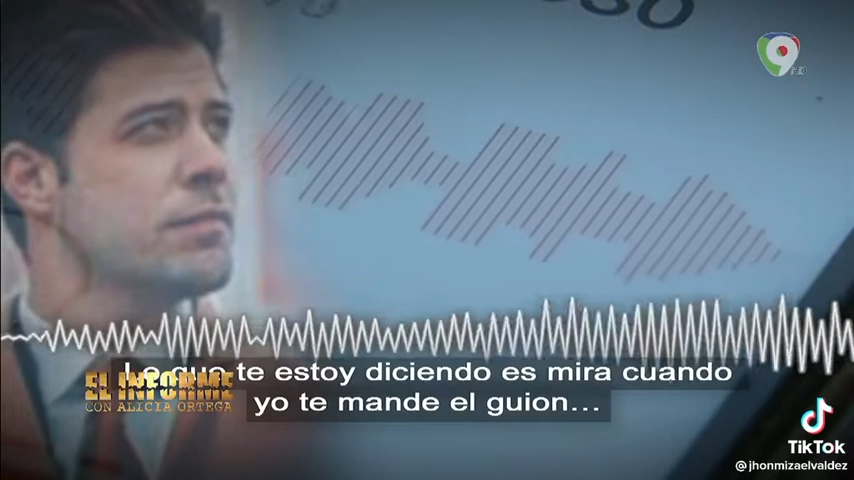 9
Lo que te estoy diciendo es mira cuando
yo te mande el guion...
EL INFORME
CON ALICIA ORTEGA
TikTok
@jhonmizaelvaldez